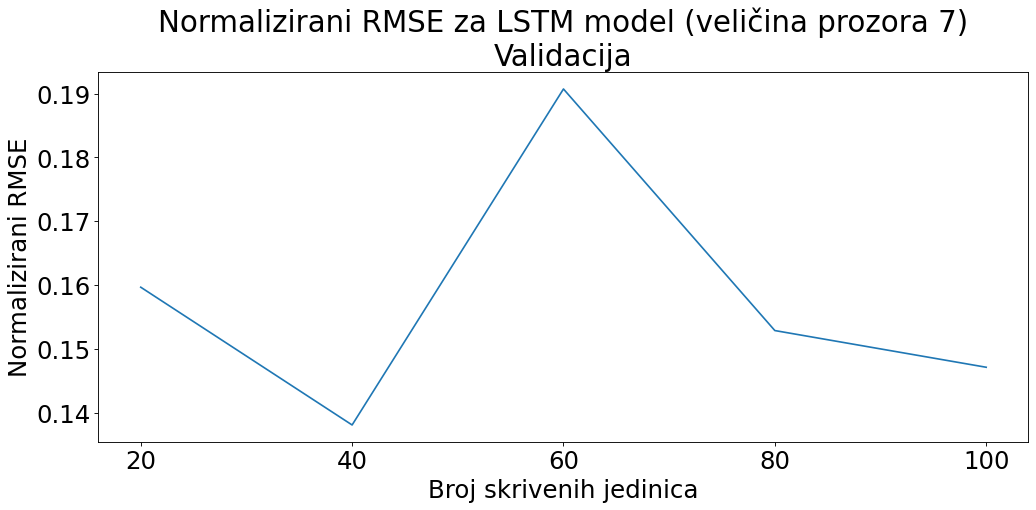 Normalizirani RMSE za LSTM model (veličina prozora 7)
Validacija
Normalizirani RMSE
0.19
0.18
0.17
0.16
0.15
0.14
20 40 60 80 100
Broj skrivenih jedinica